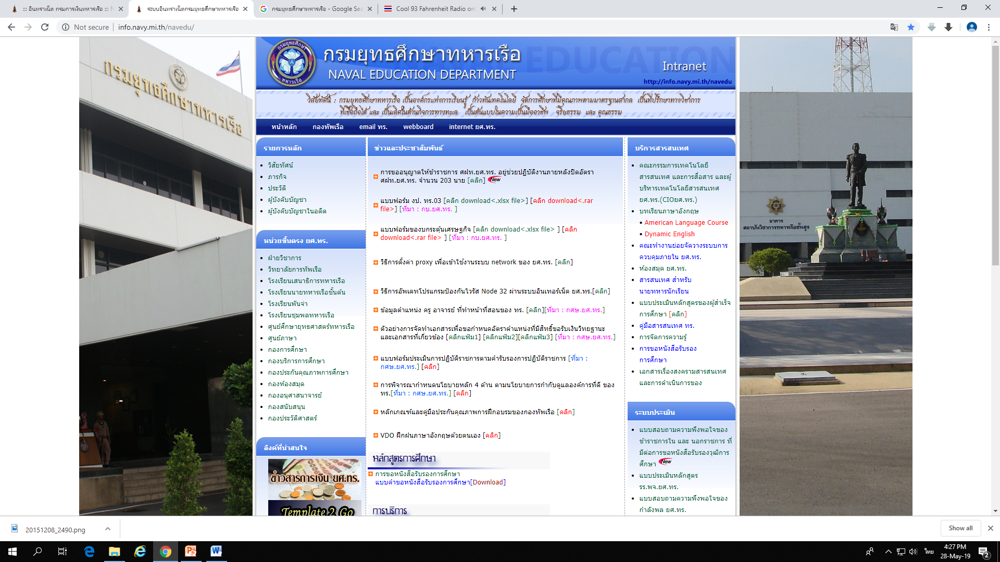 ::: อินทราเน็ต กรมการเงินทหารเรือ :::
ระบบอินทราเน็ตกรมยุทธศึกษาทหารเรือ
กรมยุทธศึกษาทหารเรือ - Google Sea
Cool 93 Fahrenheit Radio onl
Not secure
info.navy.mi.th/navedu/
กรมยุทธศึกษาทหารเรือ
กรมยุทธศึกษาทหารเรือ
NAVAL EDUCATION DEPARTMENT
EDUCATION
Intranet
http://info.navy.mi.th/navedu
วิสัยทัศน์ : กรมยุทธศึกษาทหารเรือ เป็นองค์กรแห่งการเรียนรู้ ก้าวทันเทคโนโลยี จัดการศึกษาที่มีคุณภาพตามมาตรฐานสากล เป็นที่ปรึกษาทางวิชาการ
ที่เชื่อถือได้ และ เป็นเลิศในด้านกิจการทางทะเล เป็นต้นแบบในความเป็นมืออาชีพ จริยธรรม และ คุณธรรม
หน้าหลัก กองทัพเรือ email ทร. webboard internet ยศ.ทร.
รายการหลัก
วิสัยทัศน์
ภารกิจ
ประวัติ
ผู้บังคับบัญชา
ผู้บังคับบัญชาในอดีต
หน่วยขึ้นตรง ยศ.ทร.
ฝ่ายวิชาการ
วิทยาลัยการทัพเรือ
โรงเรียนเสนาธิการทหารเรือ
โรงเรียนนายทหารเรือชั้นต้น
โรงเรียนพันจ่า
โรงเรียนชุมพลทหารเรือ
ศูนย์ศึกษายุทธศาสตร์ทหารเรือ
ศูนย์ภาษา
กองการศึกษา
กองบริการการศึกษา
กองประกันคุณภาพการศึกษา
กองห้องสมุด
กองอนุศาสนาจารย์
กองสนับสนุน
กองประวัติศาสตร์
ลิงค์ที่น่าสนใจ
ข่าวสารการเงิน ยศ.ทร.
Template 2 Go
ข่าวและประชาสัมพันธ์
การขออนุญาตให้ข้าราชการ ศฝท.ยศ.ทร. อยู่ช่วยปฏิบัติงานภายหลังปิดอัตรา
ศฝท.ยศ.ทร. จำนวน 203 นาย [คลิก] New
แบบฟอร์ม งป. ทร.03 [คลิก download<.xlsx file>] [คลิก download<.rar
file>] [ที่มา : กบ.ยศ.ทร. ]
แบบฟอร์มของบกระตุ้นเศรษฐกิจ [คลิก download<.xlsx file> ] [คลิก
download<.rar file> ] [ที่มา : กบ.ยศ.ทร. ]
วิธีการตั้งค่า proxy เพื่อเข้าใช้งานระบบ network ของ ยศ.ทร. [คลิก]
วิธีการอัพเดทโปรแกรมป้องกันไวรัส Node 32 ผ่านระบบอินเทอร์เน็ต ยศ.ทร.[คลิก]
ข้อมูลตำแหน่ง ครู อาจารย์ ที่ทำหน้าที่สอนของ ทร. [คลิก][ที่มา : กศษ.ยศ.ทร.]
ตัวอย่างการจัดทำเอกสารเพื่อขอกำหนดอัตราตำแหน่งที่มีสิทธิ์ขอรับเงินวิทยฐานะ
และเอกสารที่เกี่ยวข้อง [คลิกแฟ้ม1] [คลิกแฟ้ม2][คลิกแฟ้ม3] [ที่มา : กศษ.ยศ.ทร.]
แบบฟอร์มประเมินการปฏิบัติราชการตามคำรับรองการปฏิบัติราชการ [ที่มา :
กศษ.ยศ.ทร.] [คลิก]
การพิจารณากำหนดนโยบายหลัก 4 ด้าน ตามนโยบายการกำกับดูแลองค์การที่ดี ของ
ทร.[ที่มา : กศษ.ยศ.ทร.] [คลิก]
หลักเกณฑ์และคู่มือประกันคุณภาพการฝึกอบรมของกองทัพเรือ [คลิก]
VDO ฝึกฝนภาษาอังกฤษด้วยตนเอง [คลิก]
หลักสูตรการศึกษา
การขอหนังสือรับรองการศึกษา
แบบคำขอหนังสือรับรองการศึกษา[Download]
การบริการ
บริการสารสนเทศ
คณะกรรมการเทคโนโลยี
สารสนเทศ และการสื่อสาร และผู้
บริหารเทคโนโลยีสารสนเทศ
ยศ.ทร.(CIOยศ.ทร.)
บทเรียนภาษาอังกฤษ
• American Language Course
• Dynamic English
คณะทำงานย่อยจัดวางระบบการ
ควบคุมภายใน ยศ.ทร.
ห้องสมุด ยศ.ทร.
สารสนเทศ สำหรับ
นายทหารนักเรียน
แบบประเมินหลักสูตรของผู้สำเร็จ
การศึกษา [คลิก]
คู่มือสารสนเทศ ทร.
การจัดการความรู้
การขอหนังสือรับรอง
การศึกษา
เอกสารเรื่องสงครามสารสนเทศ
และการดำเนินการของ
ระบบประเมิน
แบบสอบถามความพึงพอใจของ
ข้าราชการใน และ นอกราชการ ที่
มีต่อการขอหนังสือรับรองวุฒิการ
ศึกษา New
แบบประเมินหลักสูตร
รร.พจ.ยศ.ทร.
แบบสอบถามความพึงพอใจของ
กำลังพล ยศ.ทร.
อาคาร
สถาบันวิชาการทหารเรือชั้นสูง
20151208_2490.png
Show all
ไทย
4:27 PM
28-May-19
2